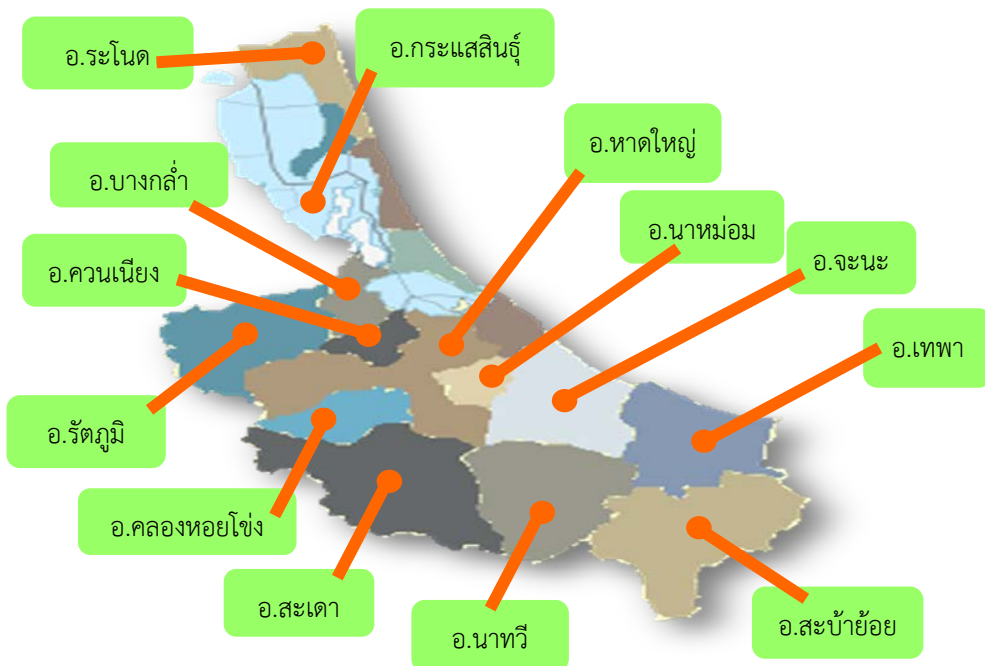 อ.ระโนด
อ.กระแสสินธุ์
อ.หาดใหญ่
อ.บางกล่ำ
อ.นาหม่อม
อ.ควนเนียง
อ.จะนะ
อ.เทพา
อ.รัตภูมิ
อ.คลองหอยโข่ง
อ.สะเดา
อ.นาทวี
อ.สะบ้าย้อย